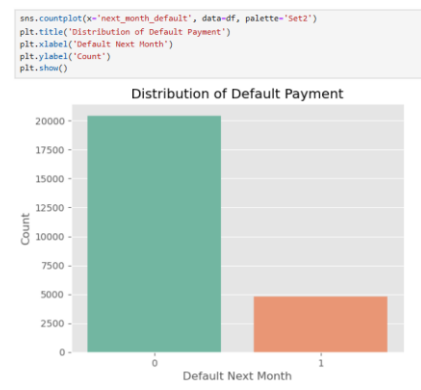 sns.countplot(x='next_month_default', data=df, palette='Set2')
plt.title('Distribution of Default Payment')
plt.xlabel('Default Next Month')
plt.ylabel('Count')
plt.show()
Distribution of Default Payment
20000
17500
15000
12500
10000
7500
5000
2500
0
Count
0 1
Default Next Month